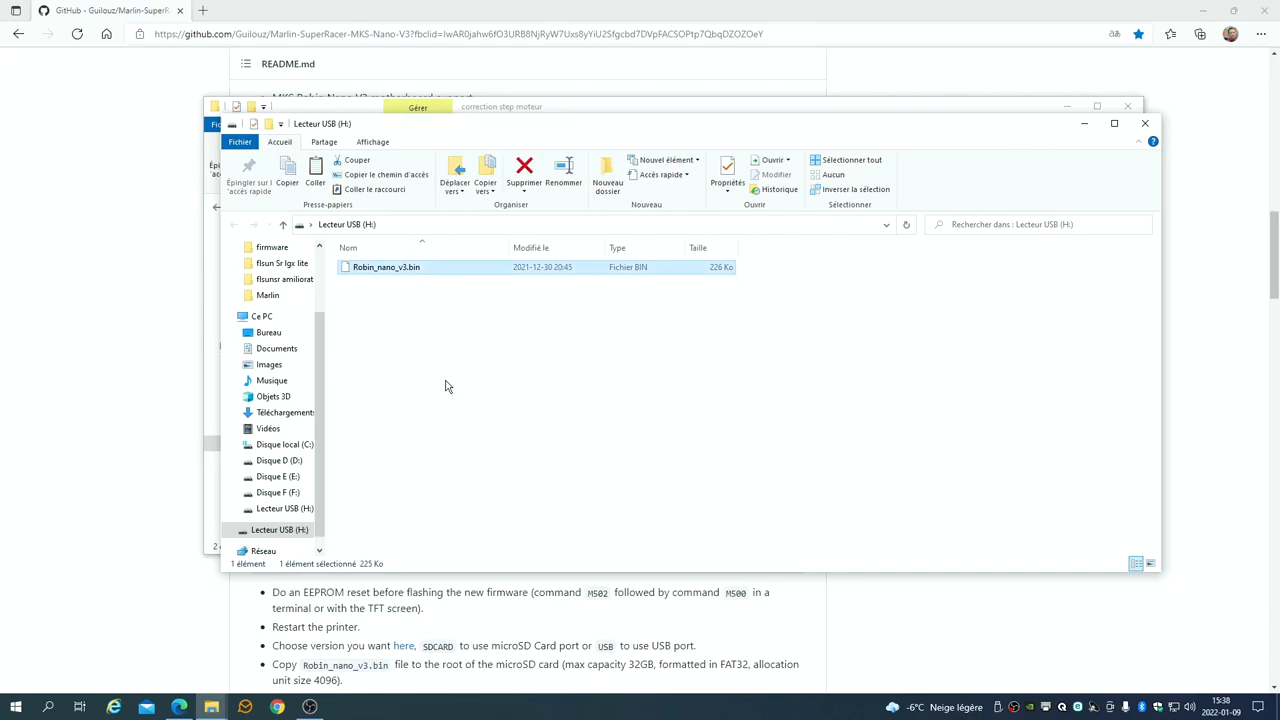 GitHub - Guilouz/Marlin-SuperR
https://github.com/Guilouz/Marlin-SuperRacer-MKS-Nano-V3?fbclid=IwAR0jahw6fO3URB8NjRyW7Uxs8yYiU2Sfgcbd7DVpFACSOPtp7QbqDZOZOeY
README.md
Gérer
correction step moteur
Lecteur USB (H:)
Fichier
Accueil
Partage
Affichage
Épingler sur l'accès rapide
Copier
Coller
Couper
Copier le chemin d'accès
Coller le raccourci
Presse-papiers
Déplacer vers
Copier vers
Supprimer
Renommer
Organiser
Nouveau dossier
Nouvel élément
Accès rapide
Nouveau
Propriétés
Ouvrir
Modifier
Historique
Ouvrir
Sélectionner tout
Aucun
Inverser la sélection
Sélectionner
Lecteur USB (H:)
Rechercher dans : Lecteur USB (H:)
Nom
Modifié le
Type
Taille
Robin_nano_v3.bin
2021-12-30 20:45
Fichier BIN
226 Ko
firmware
flsun Sr lgx lite
flsunsr amiliorat
Marlin
Ce PC
Bureau
Documents
Images
Musique
Objets 3D
Téléchargements
Vidéos
Disque local (C:)
Disque D (D:)
Disque E (E:)
Disque F (F:)
Lecteur USB (H:)
Lecteur USB (H:)
Réseau
1 élément
1 élément sélectionné 225 Ko
Do an EEPROM reset before flashing the new firmware (command M502 followed by command M500 in a
terminal or with the TFT screen).
Restart the printer.
Choose version you want here, SDCARD to use microSD Card port or USB to use USB port.
Copy Robin_nano_v3.bin file to the root of the microSD card (max capacity 32GB, formatted in FAT32, allocation
unit size 4096).
-6°C Neige légère
15:38
2022-01-09